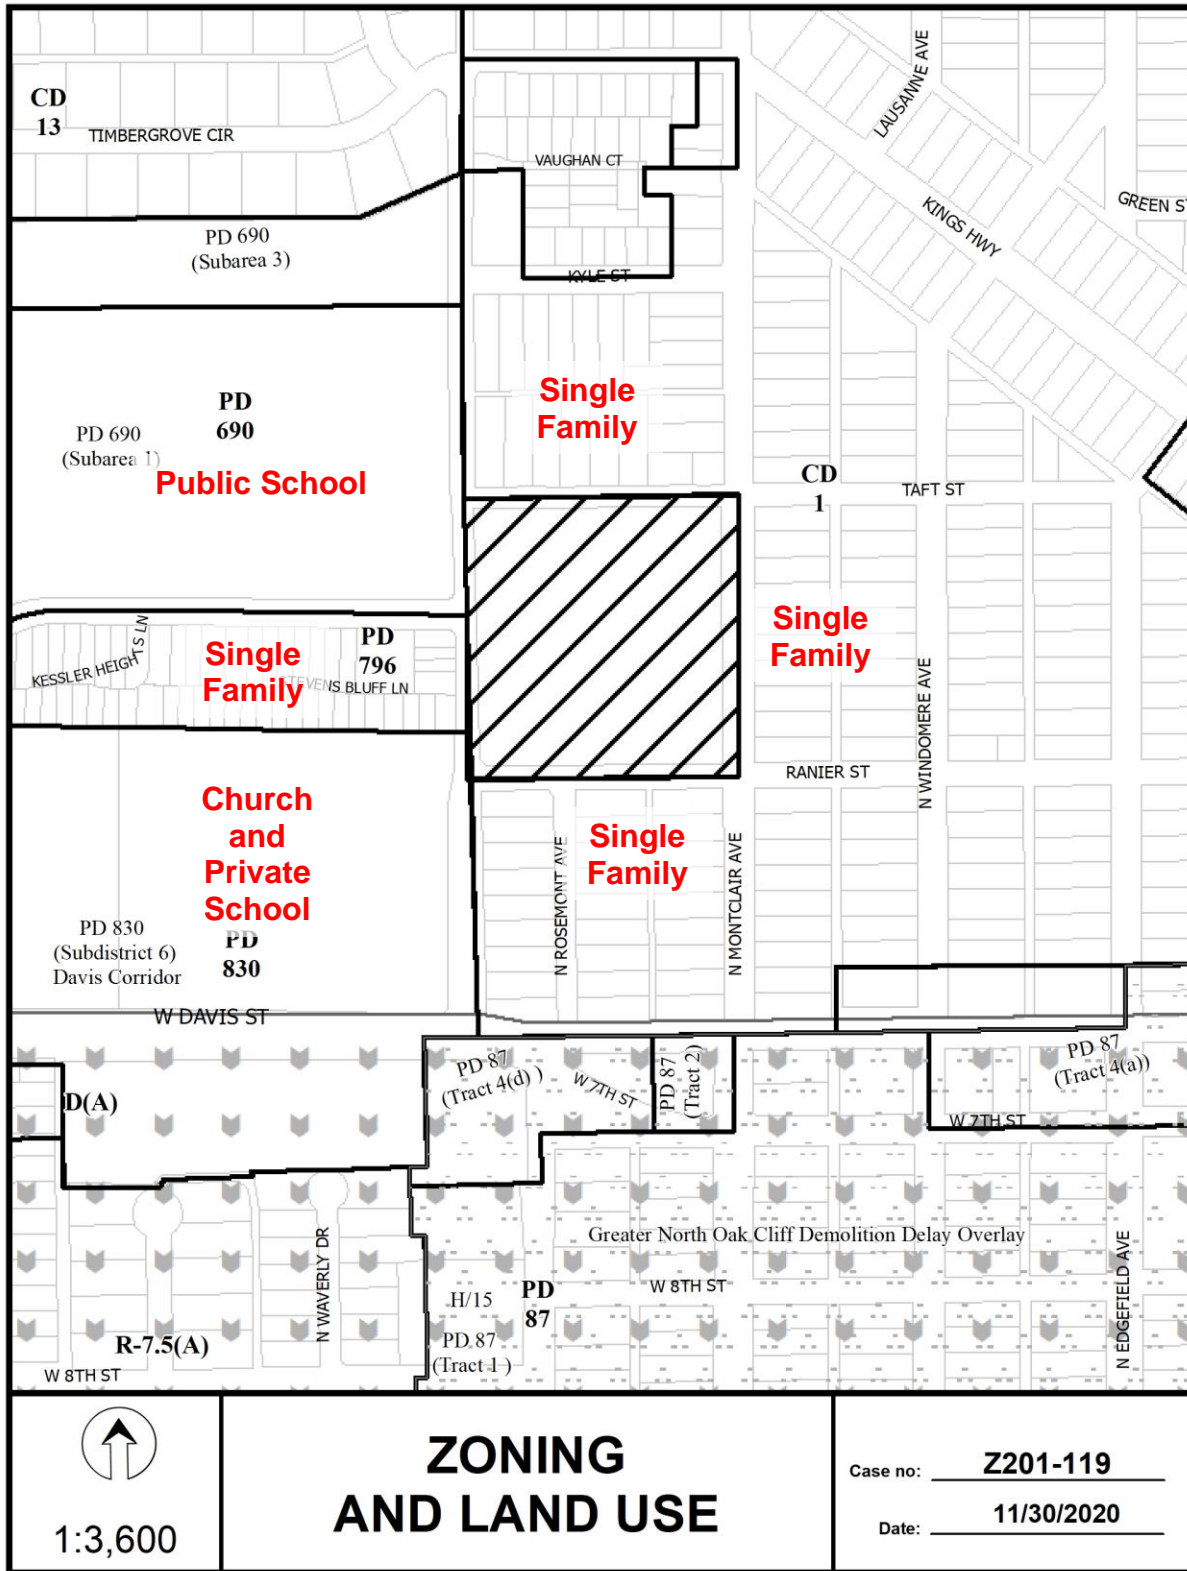 LAUSANNE AVE
CD
13
TIMBERGROVE CIR
VAUGHAN CT
GREEN ST
KINGS HWY
PD 690
(Subarea 3)
KYLE ST
Single
Family
PD
690
PD 690
(Subarea 1)
Public School
CD
1
TAFT ST
KESSLER HEIGHTS LN
Single
Family
PD
796
STEVENS BLUFF LN
Single
Family
N WINDOMERE AVE
RANIER ST
Church
and
Private
School
Single
Family
N ROSEMONT AVE
N MONTCLAIR AVE
PD 830
(Subdistrict 6)
Davis Corridor
PD
830
W DAVIS ST
PD 87
(Tract 4(d) )
W 7TH ST
PD 87
(Tract 2)
PD 87
(Tract 4(a))
W 7TH ST
D(A)
Greater North Oak Cliff Demolition Delay Overlay
N WAVERLY DR
N EDGEFIELD AVE
W 8TH ST
H/15
PD
87
PD 87
(Tract 1 )
R-7.5(A)
W 8TH ST
1:3,600
ZONING
AND LAND USE
Case no: Z201-119
Date: 11/30/2020